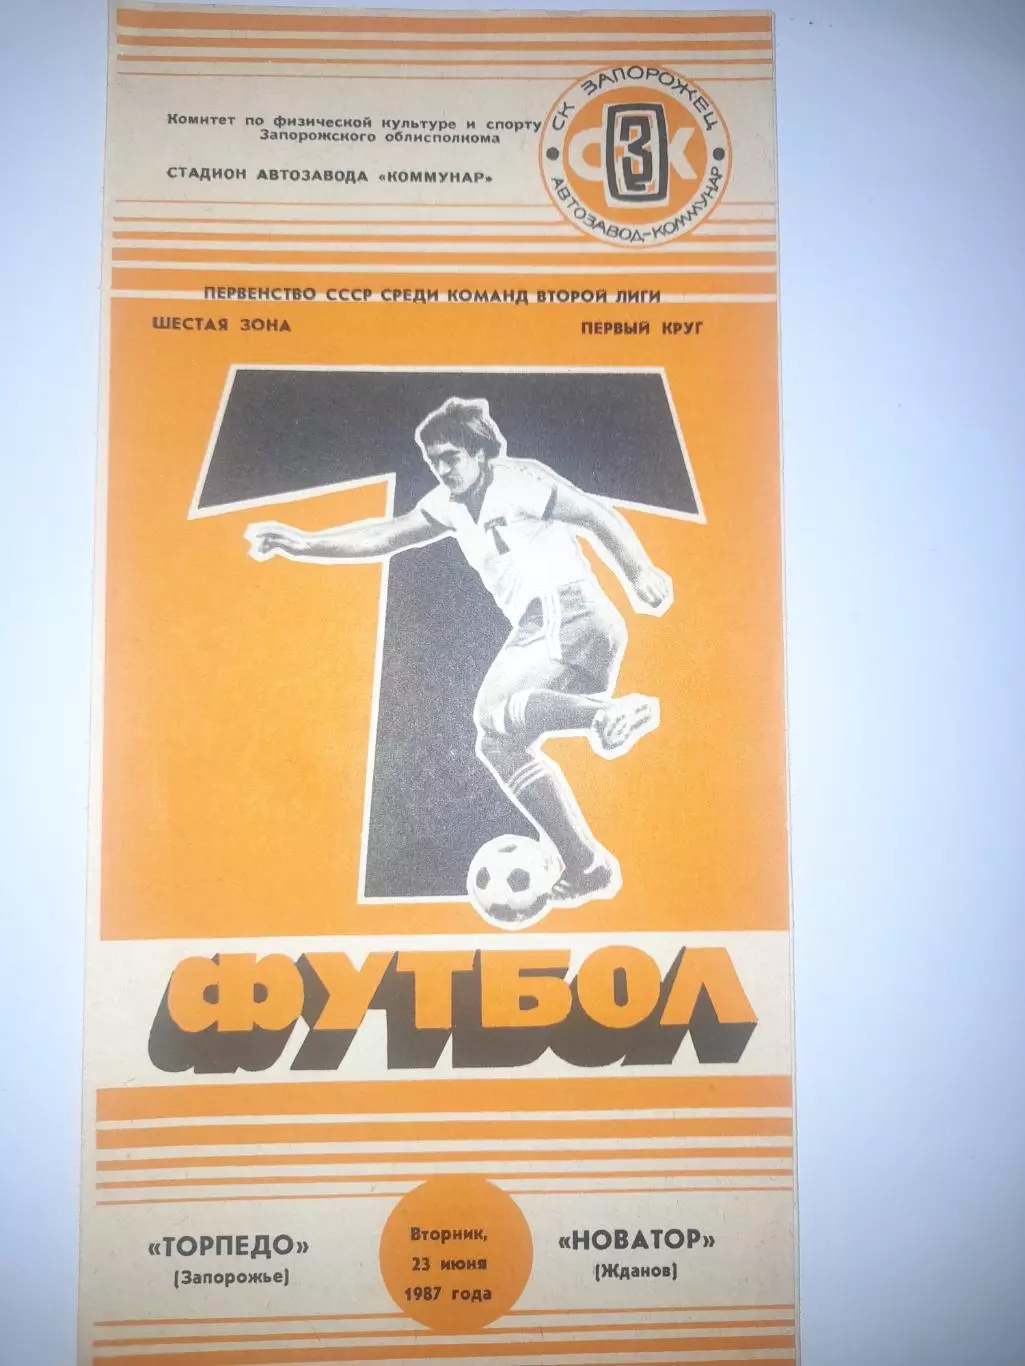 Комитет по физической культуре и спорту
Запорожского облисполкома
СТАДИОН АВТОЗАВОДА «КОММУНАР»
СК ЗАПОРОЖЕЦ
З
АВТОЗАВОД-КОММУНАР
ПЕРВЕНСТВО СССР СРЕДИ КОМАНД ВТОРОЙ ЛИГИ
ШЕСТАЯ ЗОНА
ПЕРВЫЙ КРУГ
Т
ФУТБОЛ
«ТОРПЕДО»
(Запорожье)
Вторник,
23 июня
1987 года
«НОВАТОР»
(Жданов)